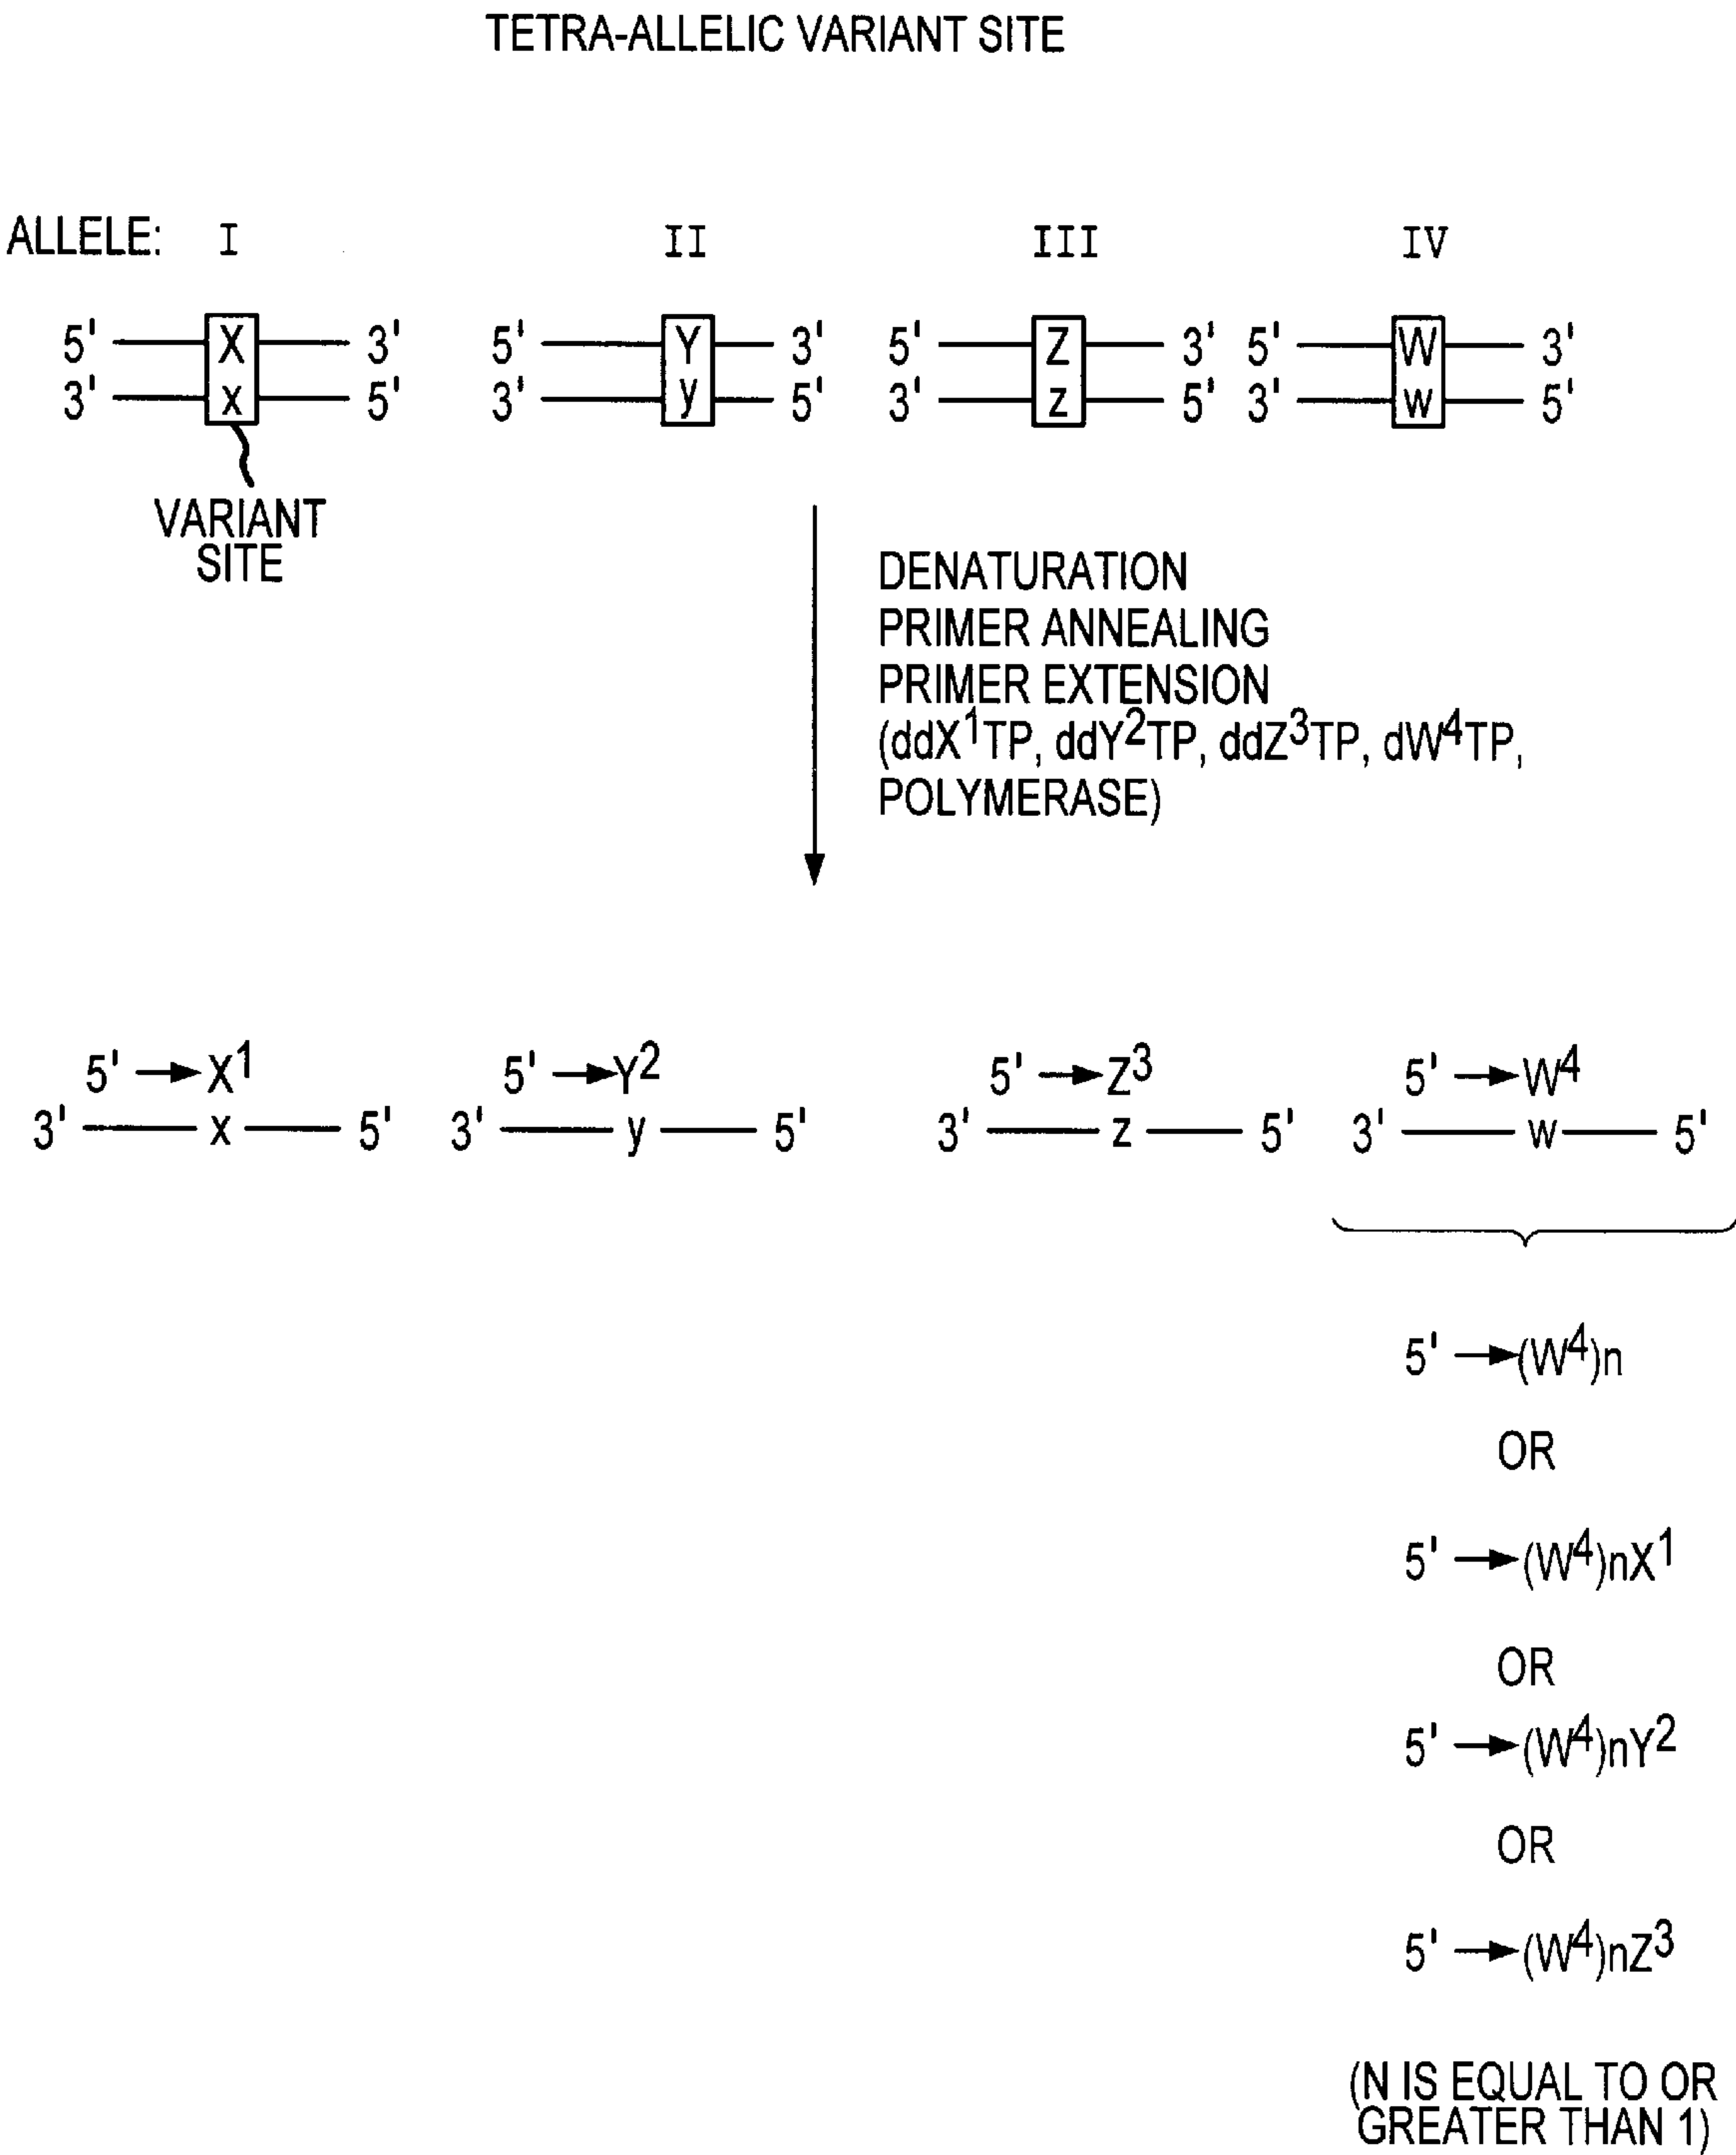 TETRA-ALLELIC VARIANT SITE
ALLELE: I II III IV
5' X 3' 5' Y 3' 5' Z 3' 5' W 3'
3' x 5' 3' y 5' 3' z 5' 3' w 5'
VARIANT
SITE
DENATURATION
PRIMER ANNEALING
PRIMER EXTENSION
(ddX¹TP, ddY²TP, ddZ³TP, dW⁴TP,
POLYMERASE)
5' → X¹ 5' → Y² 5' → Z³ 5' → W⁴
3' x 5' 3' y 5' 3' z 5' 3' w 5'
5' → (W⁴)n
OR
5' → (W⁴)nX¹
OR
5' → (W⁴)nY²
OR
5' → (W⁴)nZ³
(N IS EQUAL TO OR
GREATER THAN 1)